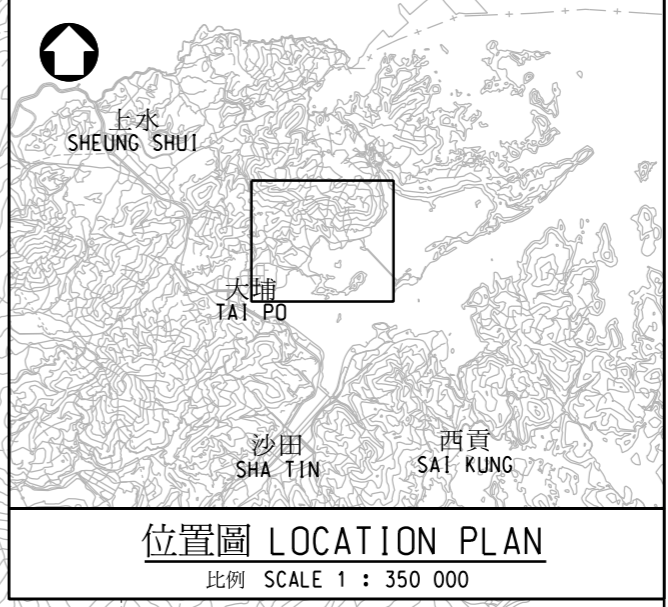 上水
SHEUNG SHUI
大埔
TAI PO
沙田
SHA TIN
西貢
SAI KUNG
位置圖 LOCATION PLAN
比例 SCALE 1 : 350 000